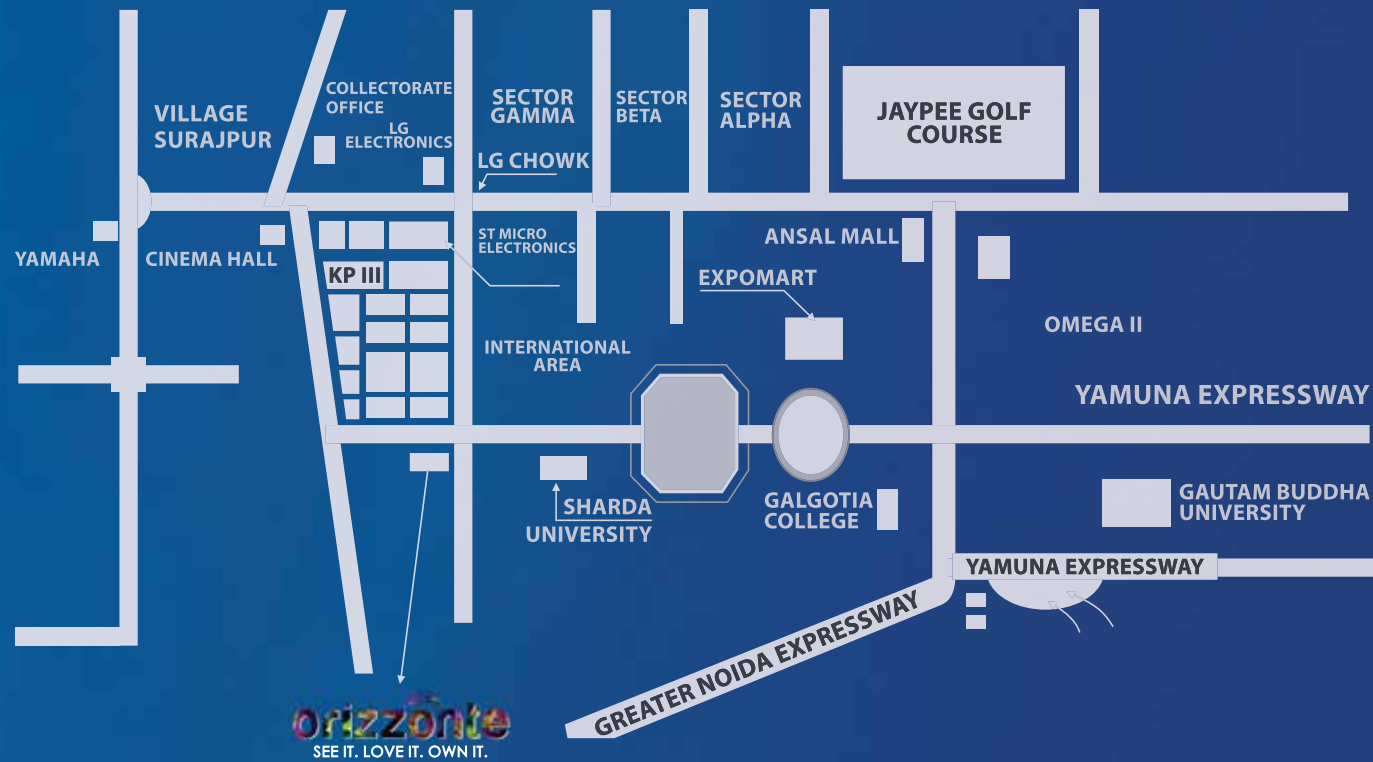 COLLECTORATE
OFFICE
LG
ELECTRONICS
VILLAGE
SURAJPUR
SECTOR
GAMMA
SECTOR
BETA
SECTOR
ALPHA
JAYPEE GOLF
COURSE
LG CHOWK
YAMAHA
CINEMA HALL
KP III
ST MICRO
ELECTRONICS
ANSAL MALL
EXPOMART
OMEGA II
INTERNATIONAL
AREA
YAMUNA EXPRESSWAY
SHARDA
UNIVERSITY
GALGOTIA
COLLEGE
GAUTAM BUDDHA
UNIVERSITY
YAMUNA EXPRESSWAY
GREATER NOIDA EXPRESSWAY
orizzonte
SEE IT. LOVE IT. OWN IT.